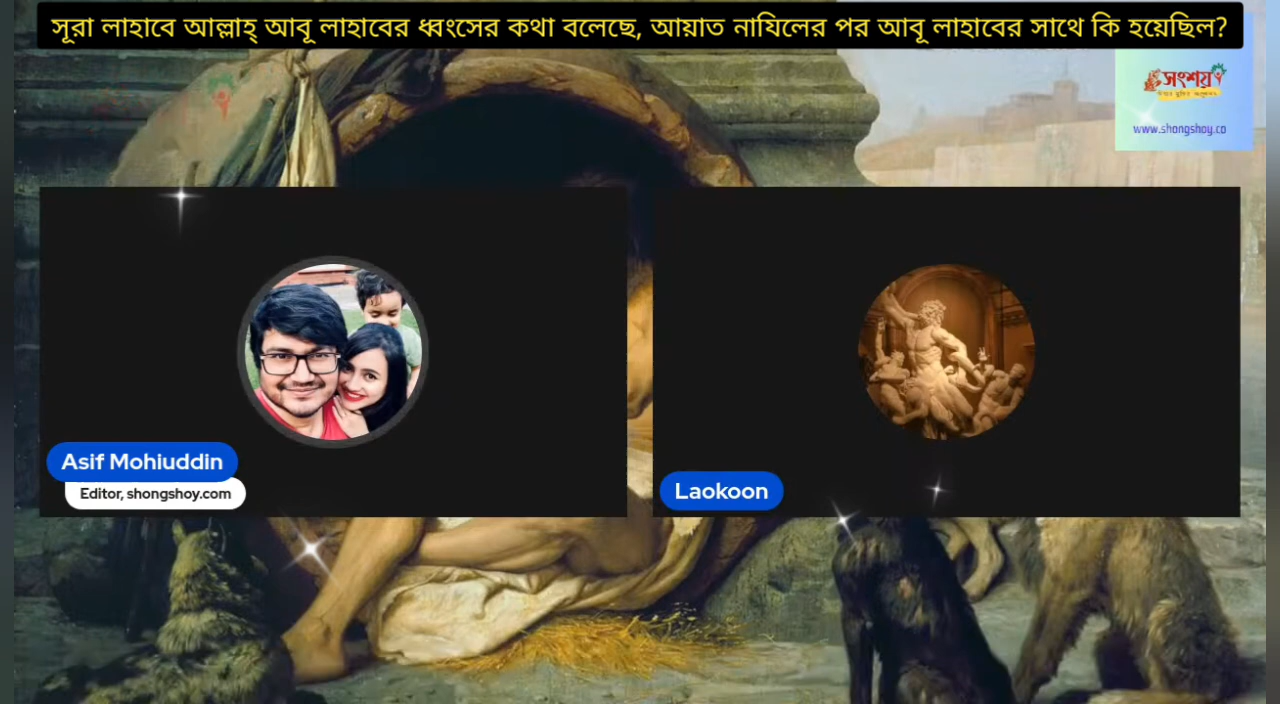 সূরা লাহাবে আল্লাহ্ আবূ লাহাবের ধ্বংসের কথা বলেছে, আয়াত নাযিলের পর আবূ লাহাবের সাথে কি হয়েছিল?
সংশয়
www.shongshoy.co
Asif Mohiuddin
Editor, shongshoy.com
Laokoon